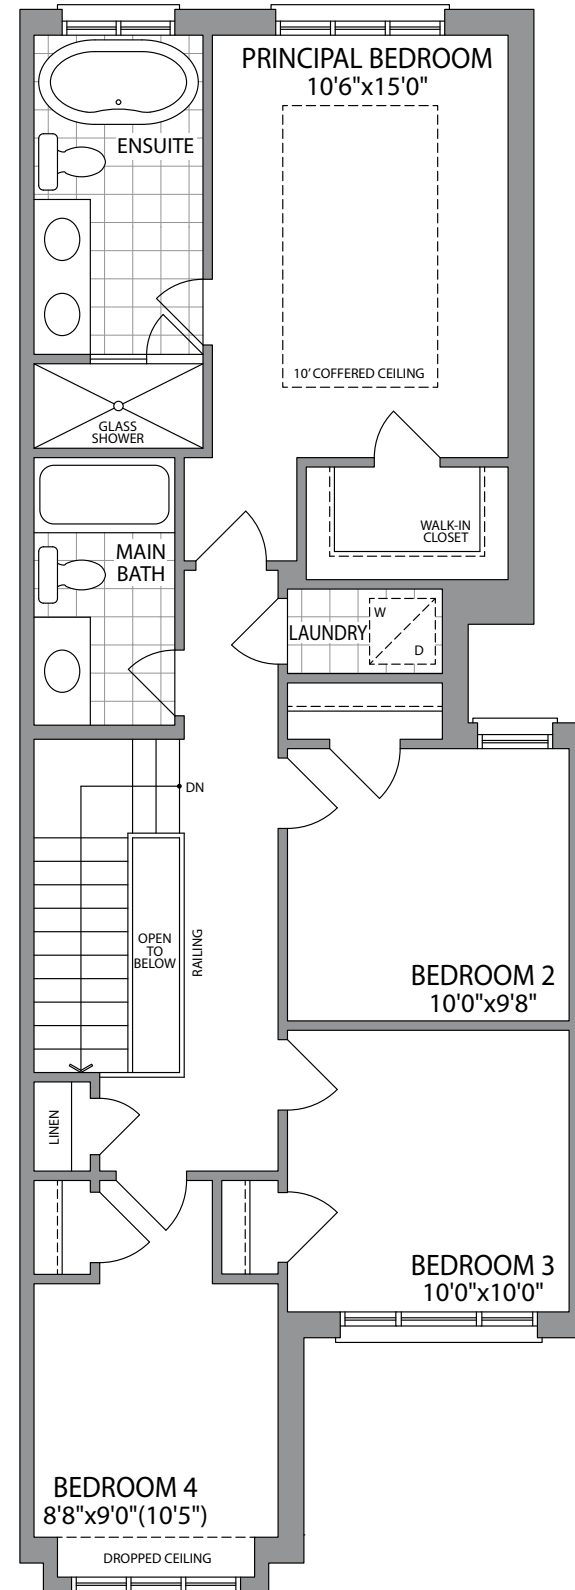 PRINCIPAL BEDROOM
10'6"x15'0"
ENSUITE
10' COFFERED CEILING
GLASS
SHOWER
WALK-IN
CLOSET
MAIN
BATH
LAUNDRY
W
D
DN
OPEN
TO
BELOW
RAILING
BEDROOM 2
10'0"x9'8"
LINEN
BEDROOM 3
10'0"x10'0"
BEDROOM 4
8'8"x9'0"(10'5")
DROPPED CEILING